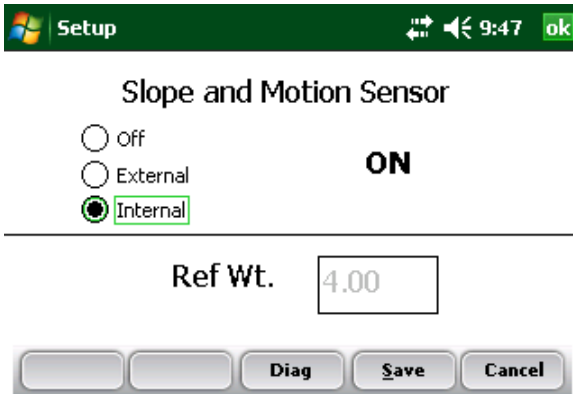 Setup 9:47 ok
Slope and Motion Sensor
Off
External
ON
Internal
Ref Wt. 4.00
Diag Save Cancel